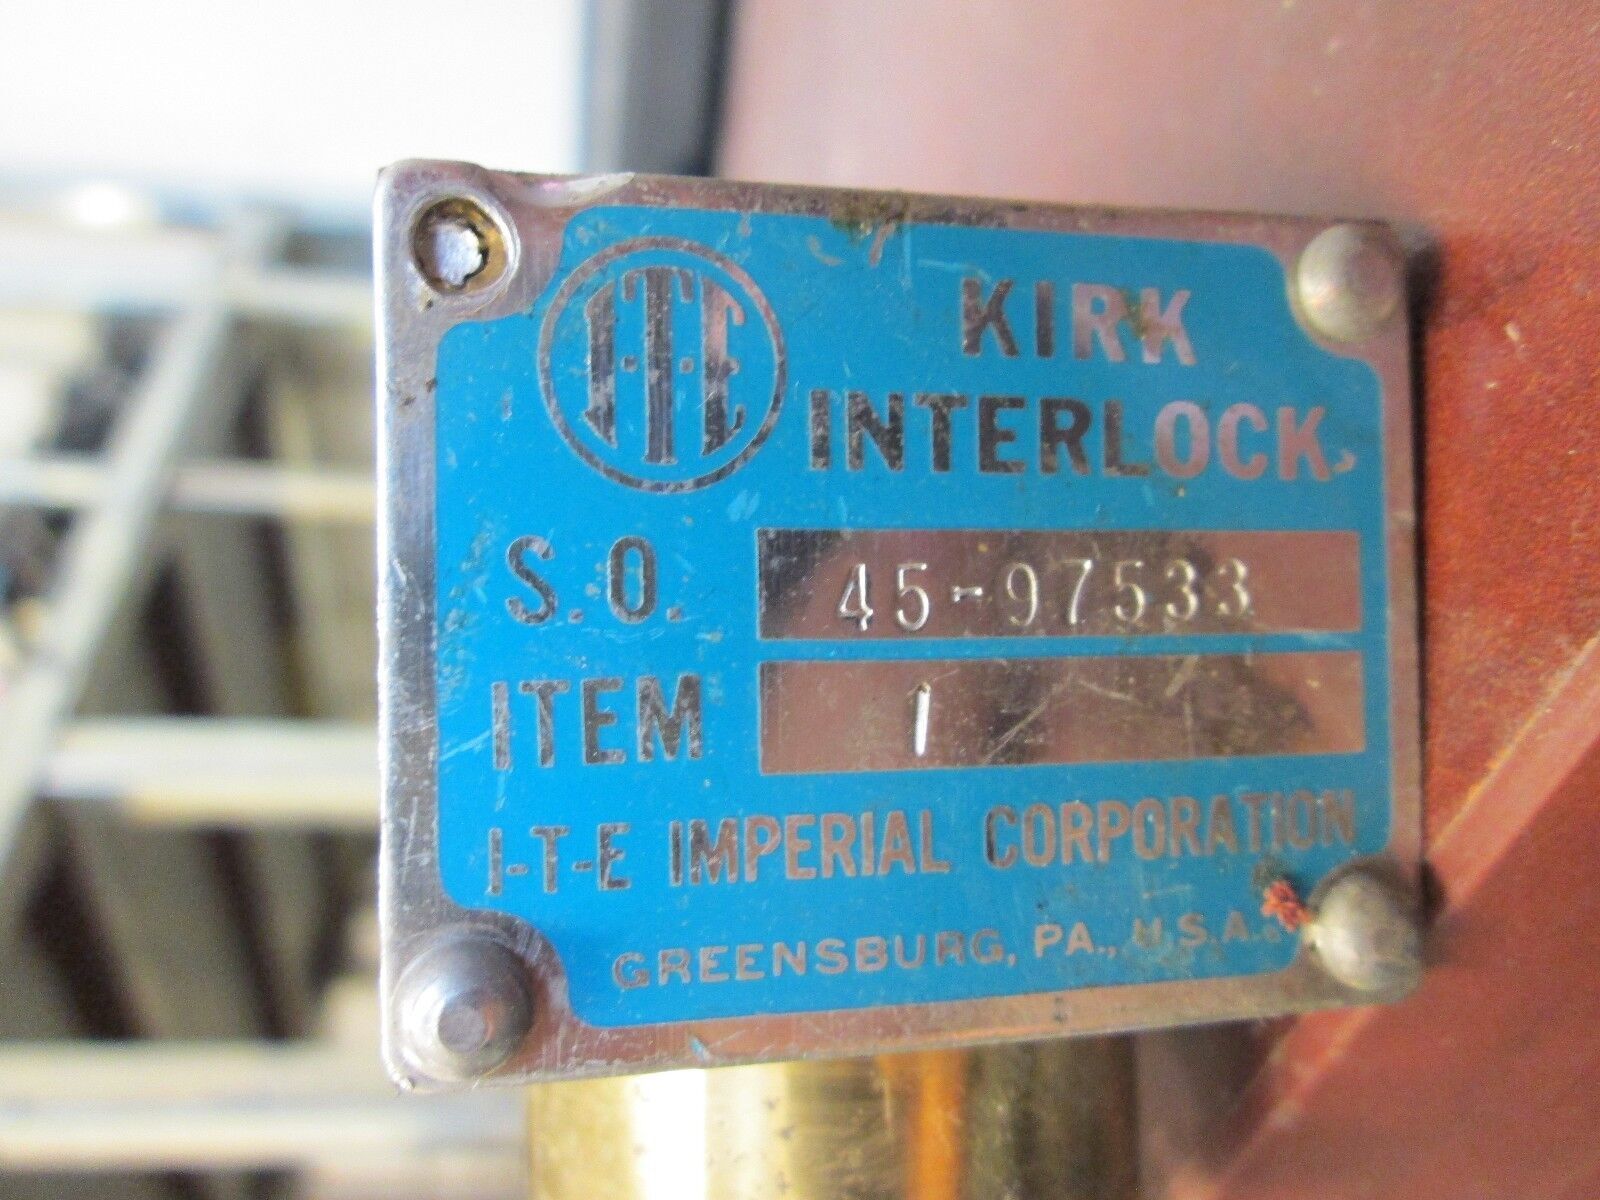 I-T-E
KIRK
INTERLOCK
S.O. 45-97533
ITEM 1
I-T-E IMPERIAL CORPORATION
GREENSBURG, PA., U.S.A.